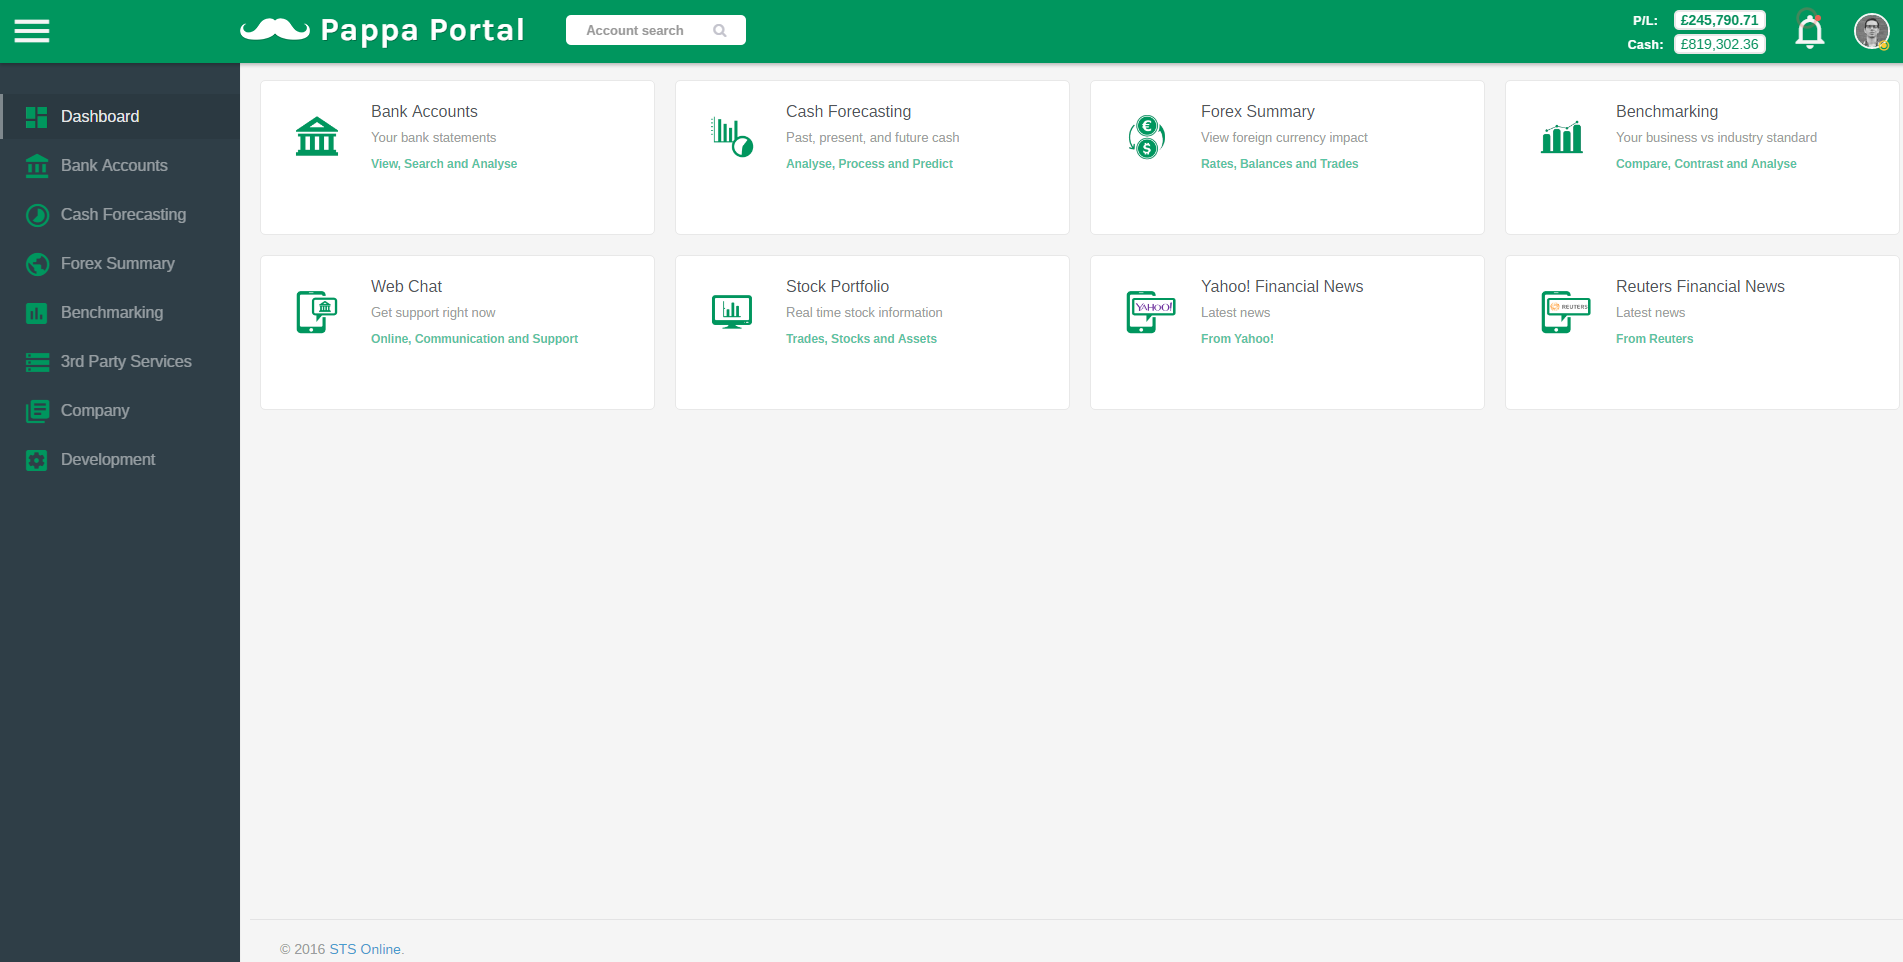 Pappa Portal
Account search
P/L: £245,790.71
Cash: £819,302.36
Dashboard
Bank Accounts
Cash Forecasting
Forex Summary
Benchmarking
3rd Party Services
Company
Development
Bank Accounts
Your bank statements
View, Search and Analyse
Cash Forecasting
Past, present, and future cash
Analyse, Process and Predict
€
$
Forex Summary
View foreign currency impact
Rates, Balances and Trades
Benchmarking
Your business vs industry standard
Compare, Contrast and Analyse
Web Chat
Get support right now
Online, Communication and Support
Stock Portfolio
Real time stock information
Trades, Stocks and Assets
YAHOO!
Yahoo! Financial News
Latest news
From Yahoo!
REUTERS
Reuters Financial News
Latest news
From Reuters
© 2016 STS Online.